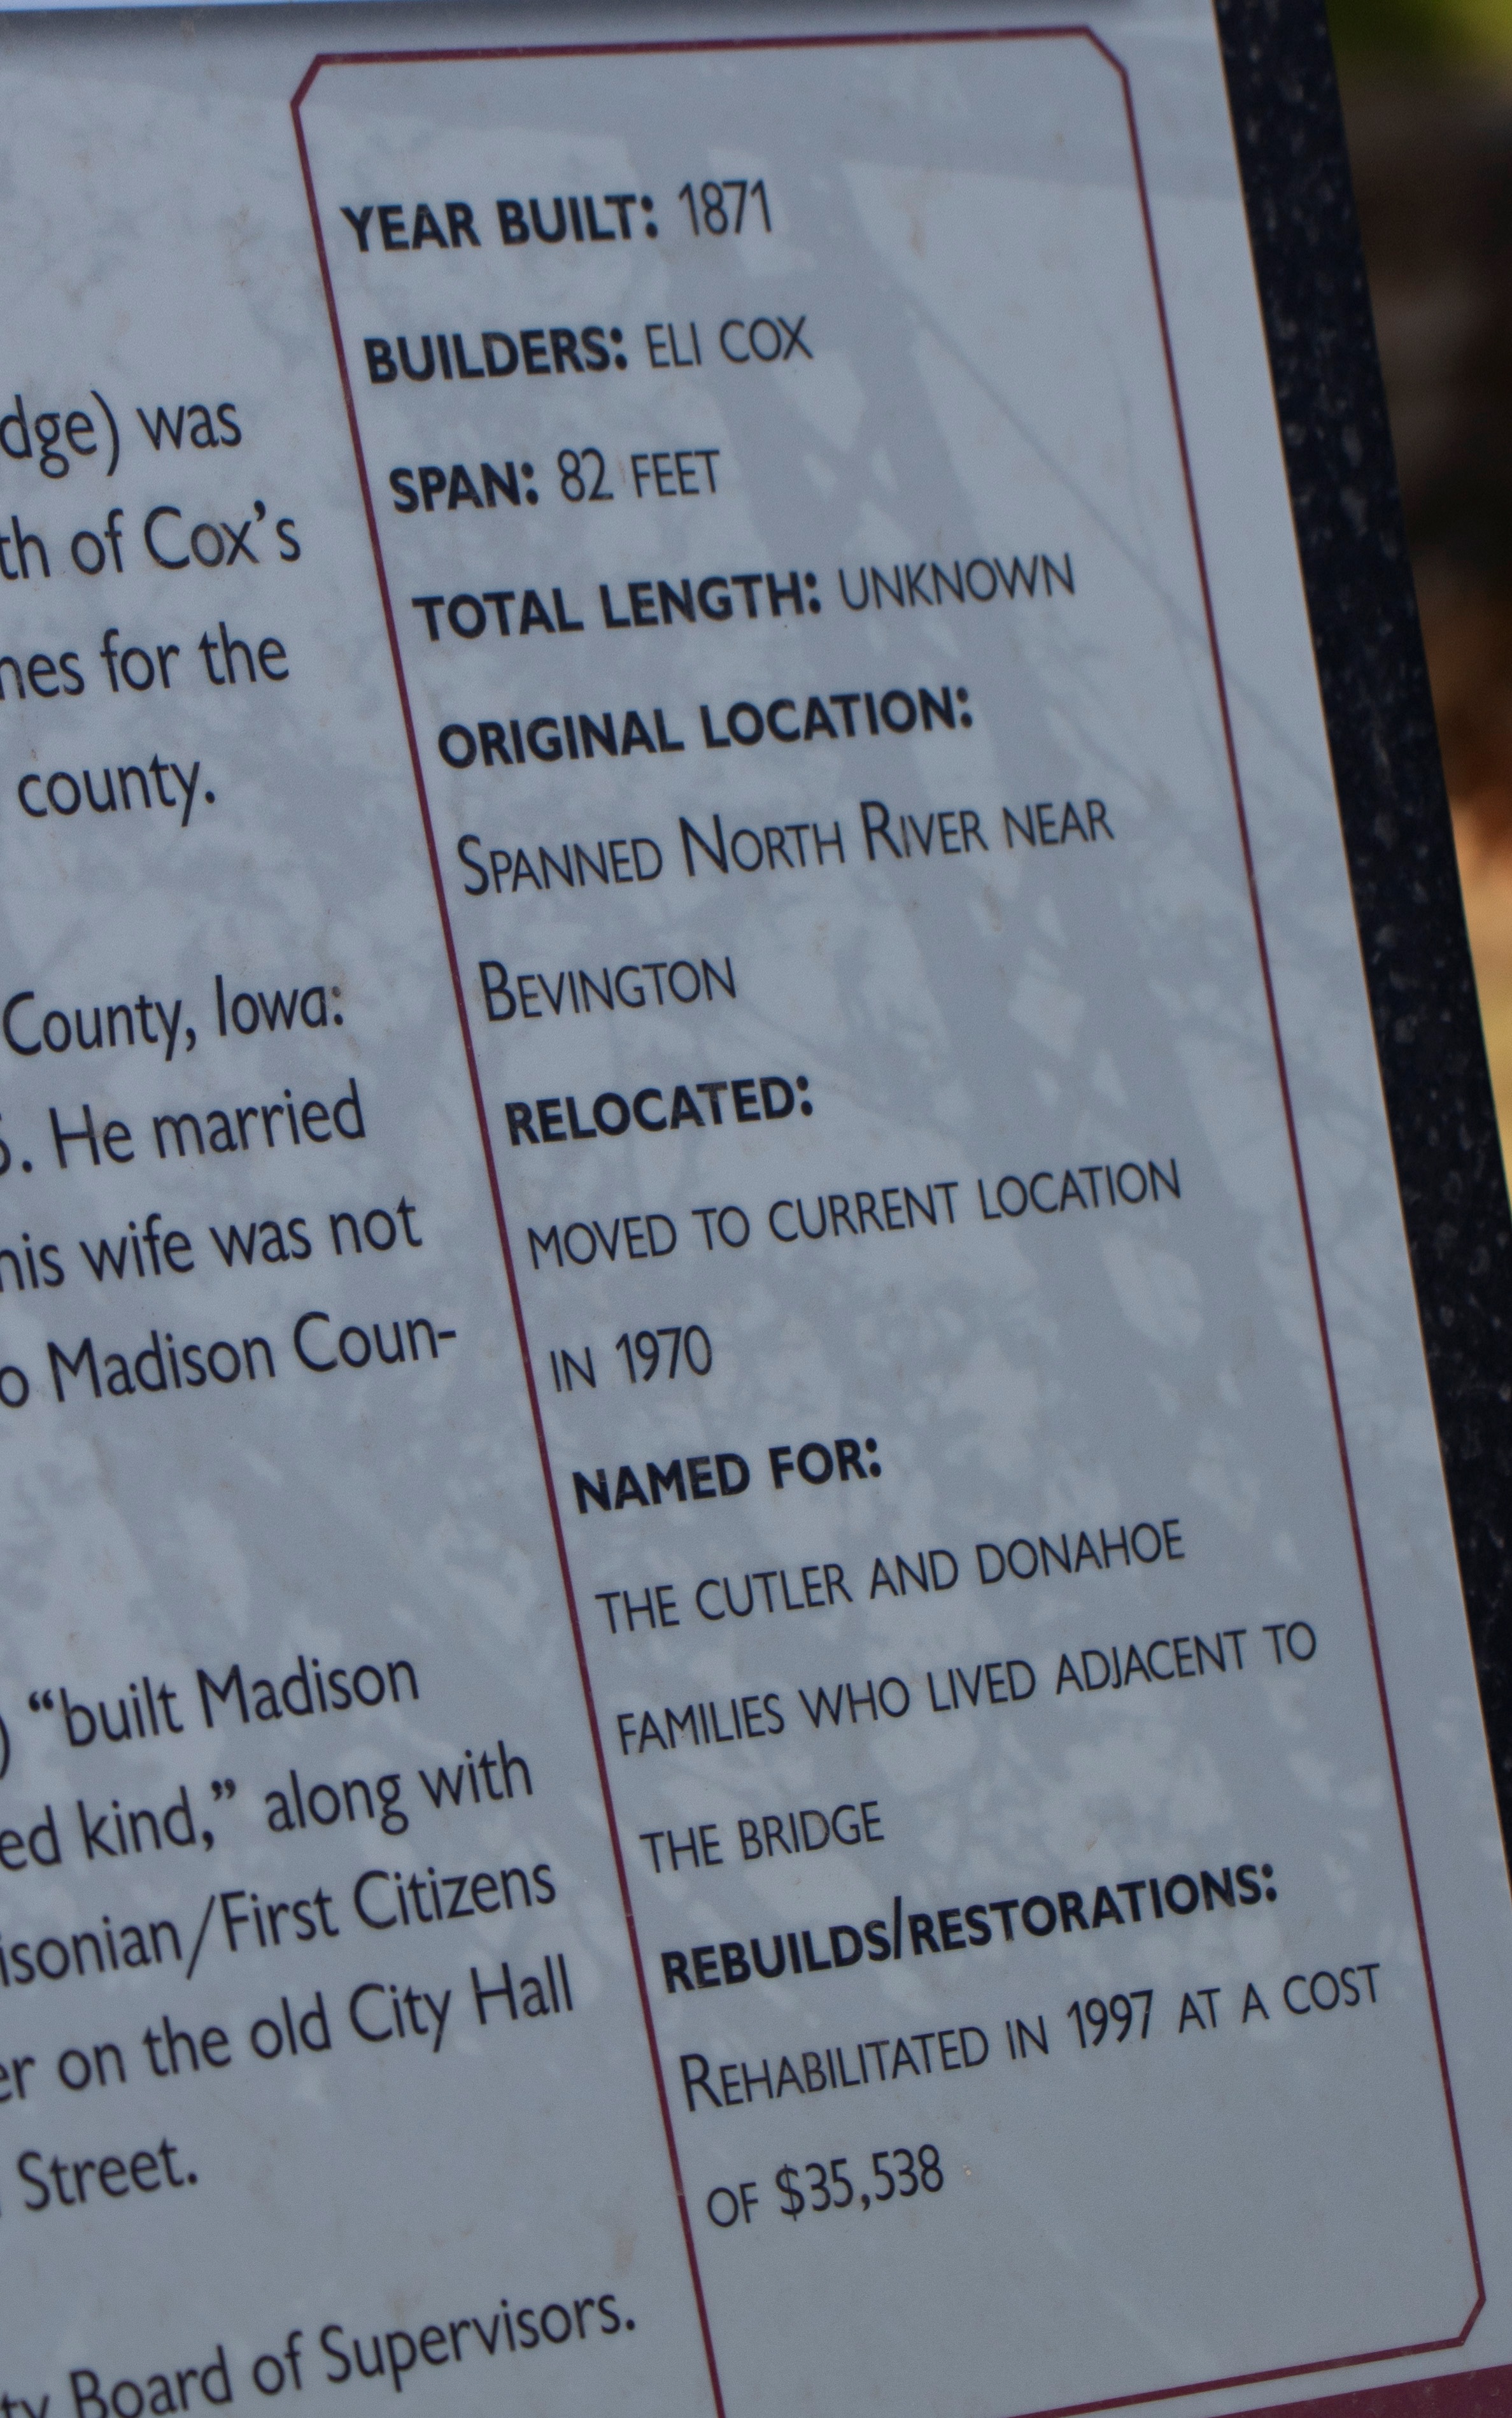 dge) was
th of Cox's
nes for the
county.
County, Iowa:
. He married
his wife was not
o Madison Coun-
) “built Madison
ed kind,” along with
isonian/First Citizens
er on the old City Hall
Street.
ty Board of Supervisors.
YEAR BUILT: 1871
BUILDERS: ELI COX
SPAN: 82 FEET
TOTAL LENGTH: UNKNOWN
ORIGINAL LOCATION:
SPANNED NORTH RIVER NEAR
BEVINGTON
RELOCATED:
MOVED TO CURRENT LOCATION
IN 1970
NAMED FOR:
THE CUTLER AND DONAHOE
FAMILIES WHO LIVED ADJACENT TO
THE BRIDGE
REBUILDS/RESTORATIONS:
REHABILITATED IN 1997 AT A COST
OF $35,538